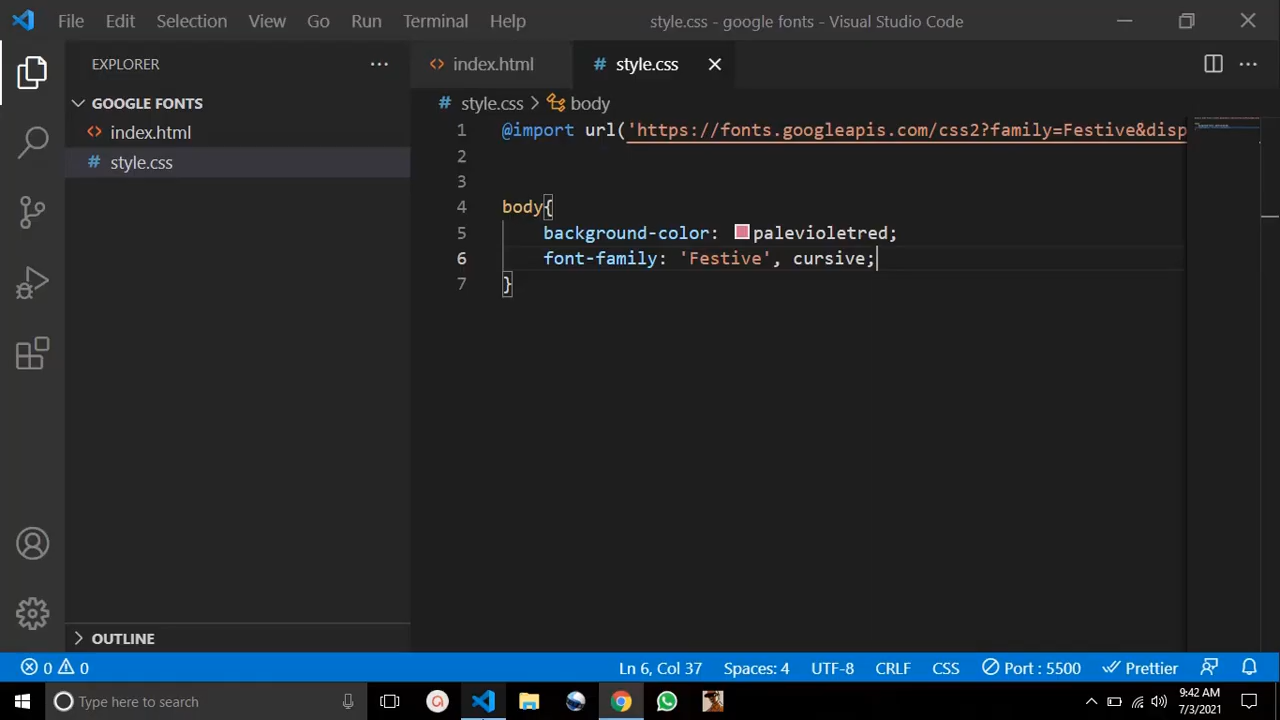 File Edit Selection View Go Run Terminal Help style.css - google fonts - Visual Studio Code
EXPLORER
index.html
style.css
GOOGLE FONTS
index.html
style.css
style.css > body
1 @import url('https://fonts.googleapis.com/css2?family=Festive&disp
2
3
4 body{
5 background-color: palevioletred;
6 font-family: 'Festive', cursive;
7 }
OUTLINE
0 0 Ln 6, Col 37 Spaces: 4 UTF-8 CRLF CSS Port : 5500 Prettier
Type here to search
9:42 AM
7/3/2021